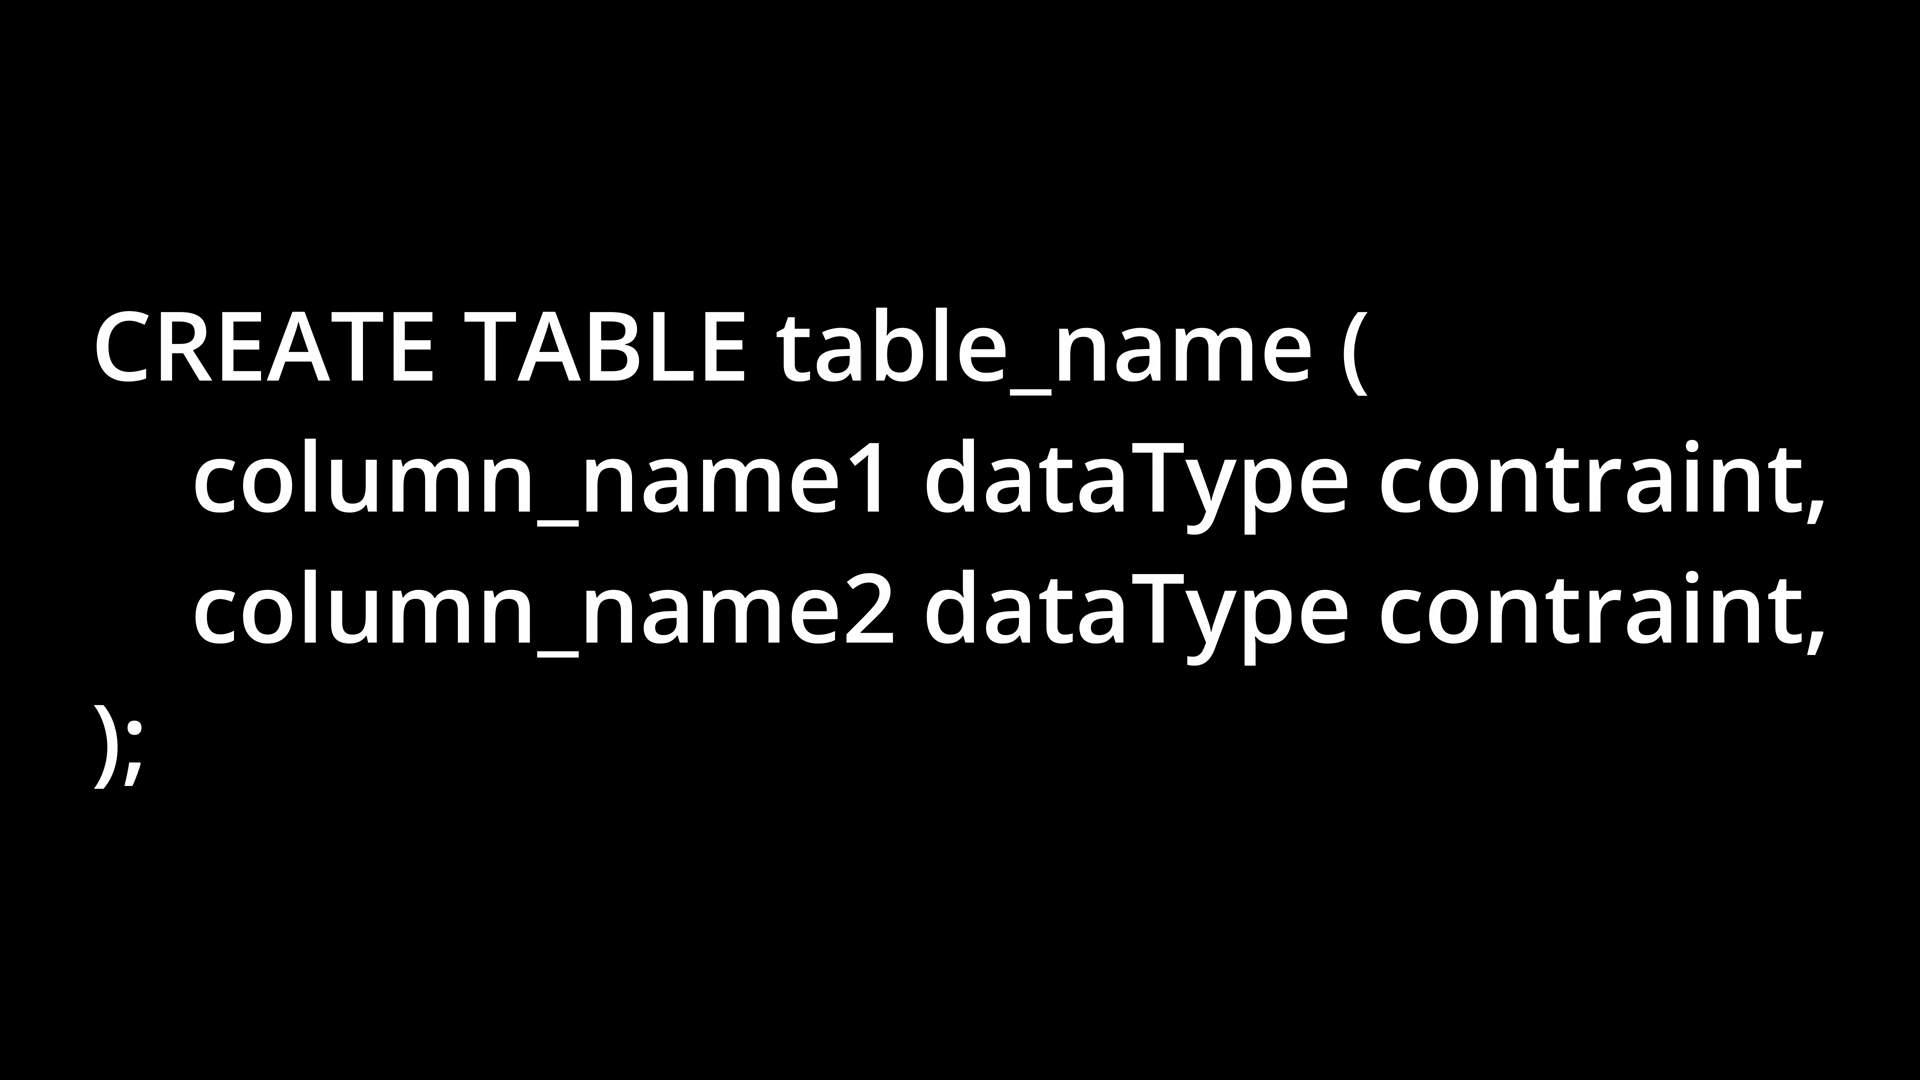 CREATE TABLE table_name (
column_name1 dataType contraint,
column_name2 dataType contraint,
);